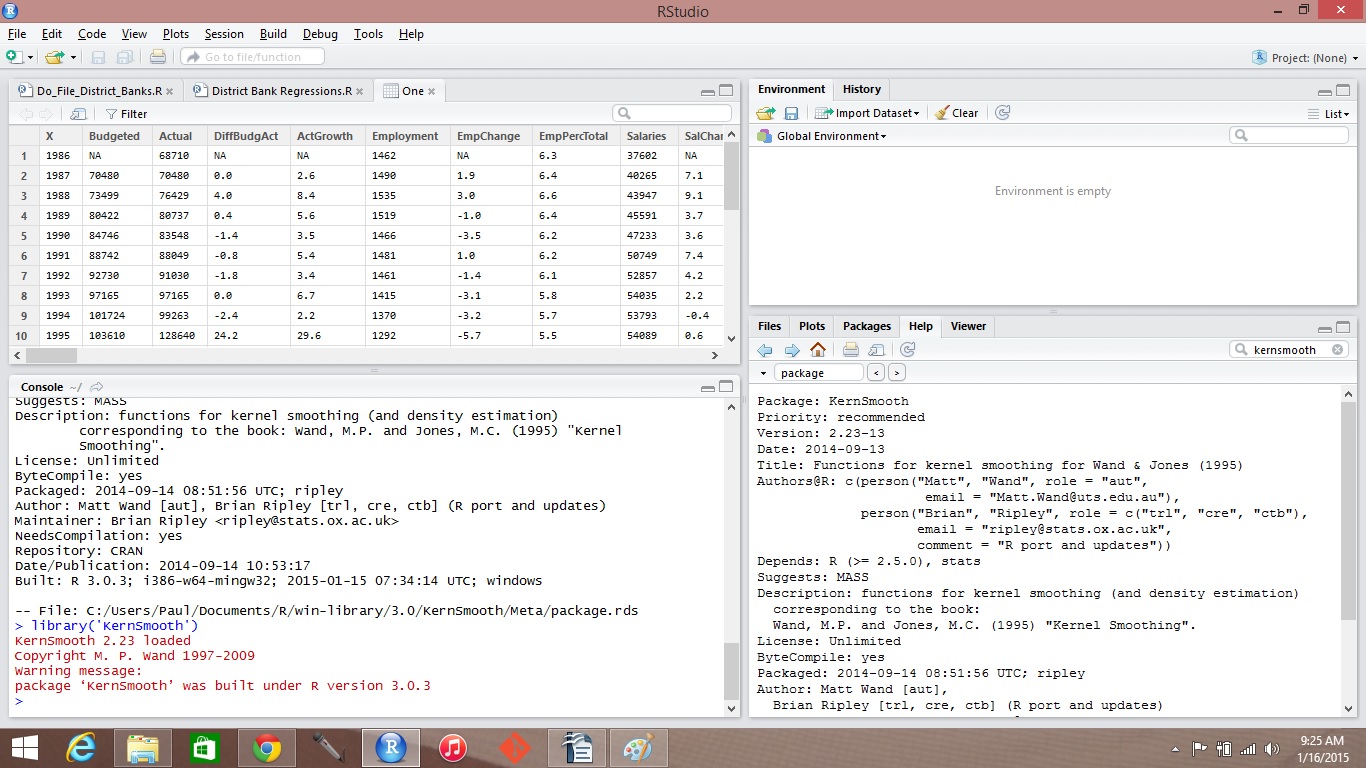 RStudio
File Edit Code View Plots Session Build Debug Tools Help
Go to file/function
Project: (None)
Do_File_District_Banks.R
District Bank Regressions.R
One
Filter
X Budgeted Actual DiffBudgAct ActGrowth Employment EmpChange EmpPercTotal Salaries SalChar
1 1986 NA 68710 NA NA 1462 NA 6.3 37602 NA
2 1987 70480 70480 0.0 2.6 1490 1.9 6.4 40265 7.1
3 1988 73499 76429 4.0 8.4 1535 3.0 6.6 43947 9.1
4 1989 80422 80737 0.4 5.6 1519 -1.0 6.4 45591 3.7
5 1990 84746 83548 -1.4 3.5 1466 -3.5 6.2 47233 3.6
6 1991 88742 88049 -0.8 5.4 1481 1.0 6.2 50749 7.4
7 1992 92730 91030 -1.8 3.4 1461 -1.4 6.1 52857 4.2
8 1993 97165 97165 0.0 6.7 1415 -3.1 5.8 54035 2.2
9 1994 101724 99263 -2.4 2.2 1370 -3.2 5.7 53793 -0.4
10 1995 103610 128640 24.2 29.6 1292 -5.7 5.5 54089 0.6
Console ~/
Suggests: MASS
Description: functions for kernel smoothing (and density estimation)
corresponding to the book: Wand, M.P. and Jones, M.C. (1995) "Kernel
Smoothing".
License: Unlimited
ByteCompile: yes
Packaged: 2014-09-14 08:51:56 UTC; ripley
Author: Matt Wand [aut], Brian Ripley [trl, cre, ctb] (R port and updates)
Maintainer: Brian Ripley <ripley@stats.ox.ac.uk>
NeedsCompilation: yes
Repository: CRAN
Date/Publication: 2014-09-14 10:53:17
Built: R 3.0.3; i386-w64-mingw32; 2015-01-15 07:34:14 UTC; windows
-- File: C:/Users/Paul/Documents/R/win-library/3.0/KernSmooth/Meta/package.rds
> library('KernSmooth')
KernSmooth 2.23 loaded
Copyright M. P. Wand 1997-2009
Warning message:
package ‘KernSmooth’ was built under R version 3.0.3
>
Environment History
Import Dataset Clear List
Global Environment
Environment is empty
Files Plots Packages Help Viewer
kernsmooth
package < >
Package: KernSmooth
Priority: recommended
Version: 2.23-13
Date: 2014-09-13
Title: Functions for kernel smoothing for Wand & Jones (1995)
Authors@R: c(person("Matt", "Wand", role = "aut",
email = "Matt.Wand@uts.edu.au"),
person("Brian", "Ripley", role = c("trl", "cre", "ctb"),
email = "ripley@stats.ox.ac.uk",
comment = "R port and updates"))
Depends: R (>= 2.5.0), stats
Suggests: MASS
Description: functions for kernel smoothing (and density estimation)
corresponding to the book:
Wand, M.P. and Jones, M.C. (1995) "Kernel Smoothing".
License: Unlimited
ByteCompile: yes
Packaged: 2014-09-14 08:51:56 UTC; ripley
Author: Matt Wand [aut],
Brian Ripley [trl, cre, ctb] (R port and updates)
9:25 AM
1/16/2015